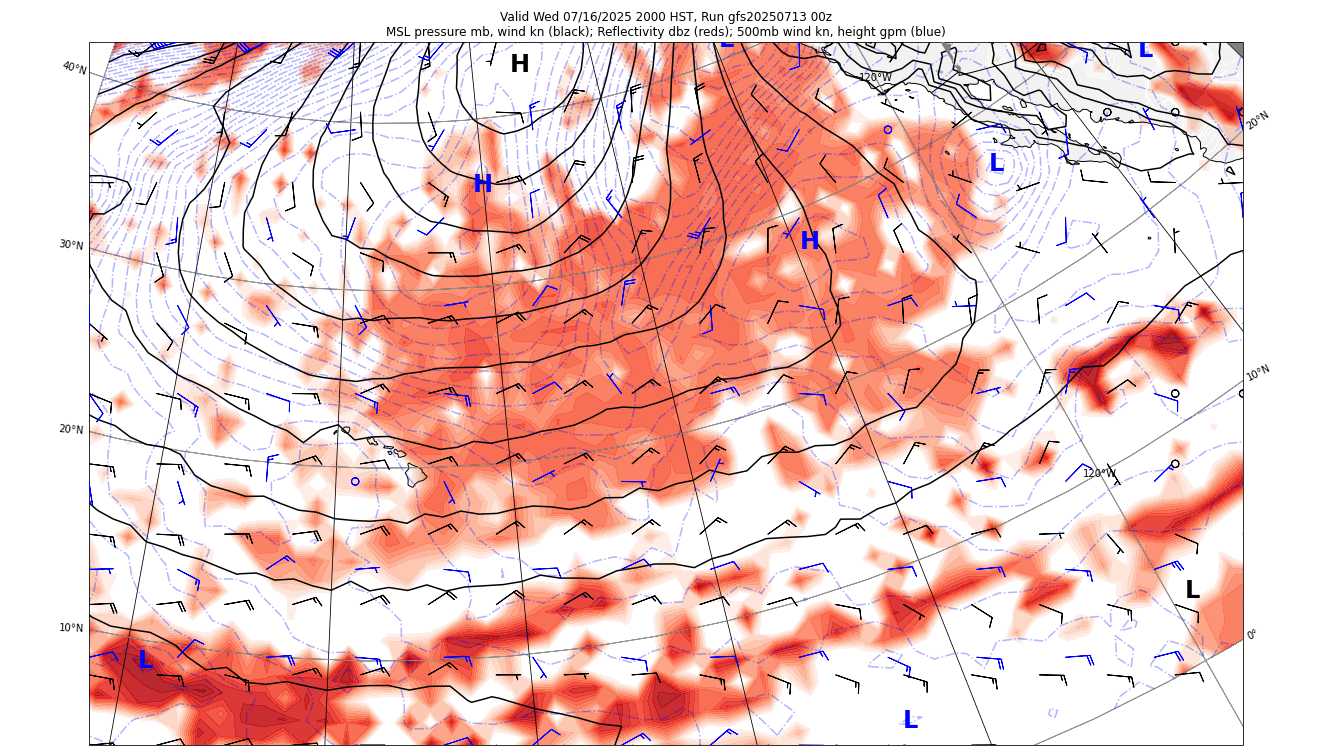 Valid Wed 07/16/2025 2000 HST, Run gfs20250713 00z
MSL pressure mb, wind kn (black); Reflectivity dbz (reds); 500mb wind kn, height gpm (blue)
L
L
H
40°N
120°W
20°N
L
H
H
30°N
10°N
20°N
120°W
L
10°N
0°
L
L